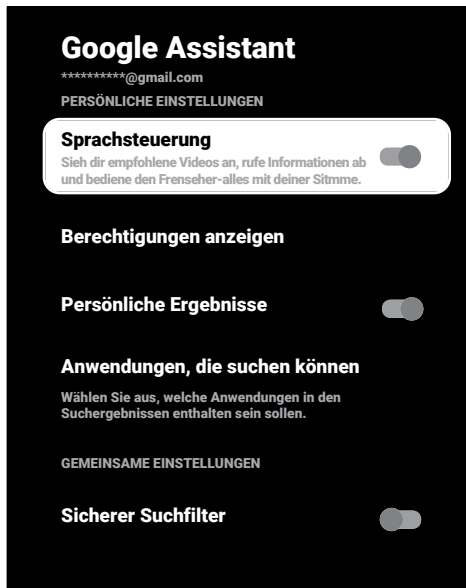 Google Assistant
**********@gmail.com
PERSÖNLICHE EINSTELLUNGEN
Sprachsteuerung
Sieh dir empfohlene Videos an, rufe Informationen ab
und bediene den Frenseher-alles mit deiner Sitmme.
Berechtigungen anzeigen
Persönliche Ergebnisse
Anwendungen, die suchen können
Wählen Sie aus, welche Anwendungen in den
Suchergebnissen enthalten sein sollen.
GEMEINSAME EINSTELLUNGEN
Sicherer Suchfilter